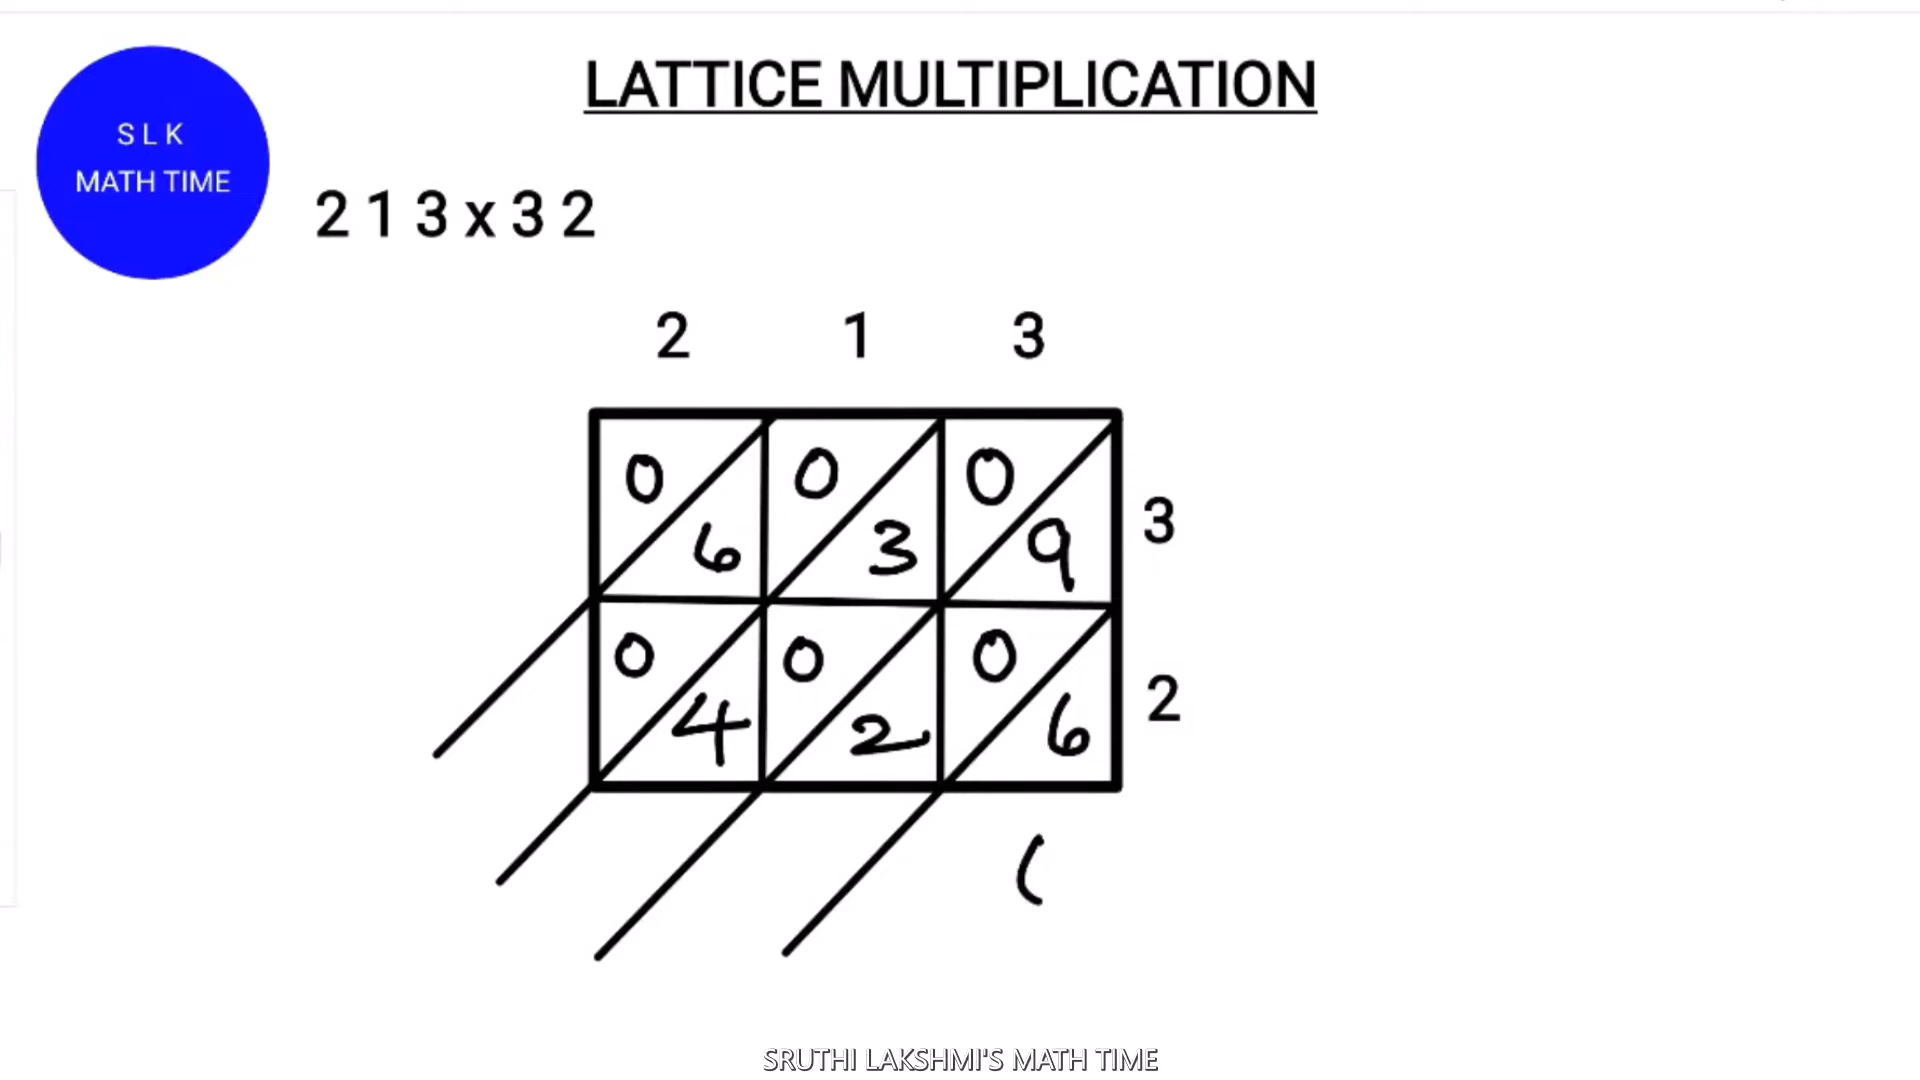 LATTICE MULTIPLICATION
S L K
MATH TIME
2 1 3 x 3 2
2 1 3
0 0 0
6 3 9
3
0 0 0
4 2 6
2
SRUTHI LAKSHMI'S MATH TIME